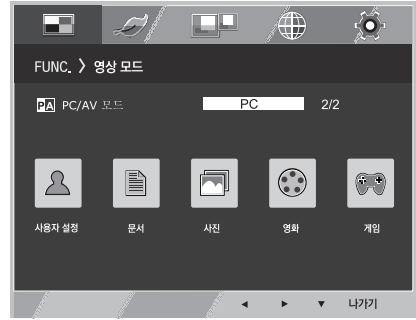 FUNC. > 영상 모드
PA PC/AV 모드 PC 2/2
사용자 설정 문서 사진 영화 게임
◄ ► ▼ 나가기